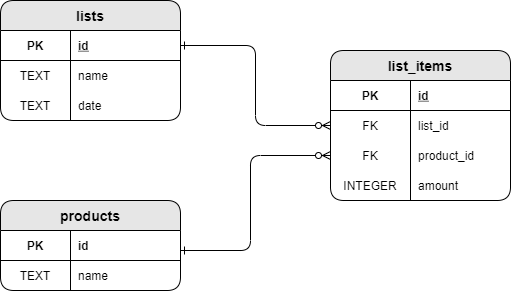 lists
PK id
TEXT name
TEXT date
list_items
PK id
FK list_id
FK product_id
INTEGER amount
products
PK id
TEXT name